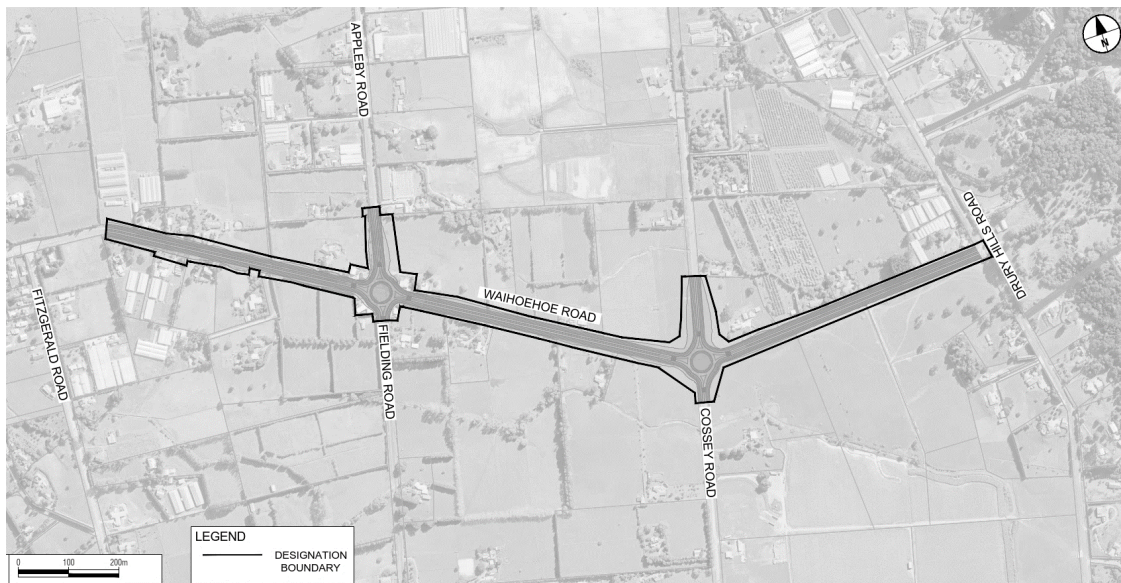 APPLEBY ROAD
N
DRURY HILLS ROAD
WAIHOEHOE ROAD
FITZGERALD ROAD
FIELDING ROAD
COSSEY ROAD
LEGEND
DESIGNATION
BOUNDARY
0 100 200m